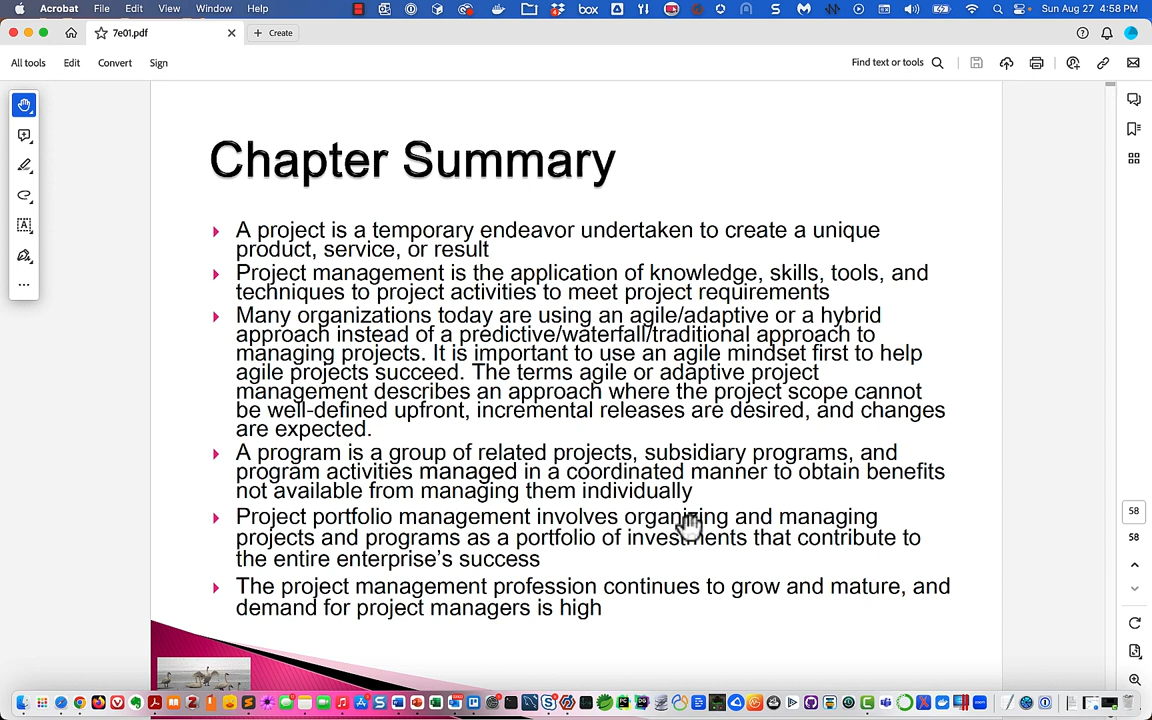 Acrobat File Edit View Window Help box Sun Aug 27 4:58 PM
7e01.pdf Create
All tools Edit Convert Sign Find text or tools
Chapter Summary
A project is a temporary endeavor undertaken to create a unique
product, service, or result
Project management is the application of knowledge, skills, tools, and
techniques to project activities to meet project requirements
Many organizations today are using an agile/adaptive or a hybrid
approach instead of a predictive/waterfall/traditional approach to
managing projects. It is important to use an agile mindset first to help
agile projects succeed. The terms agile or adaptive project
management describes an approach where the project scope cannot
be well-defined upfront, incremental releases are desired, and changes
are expected.
A program is a group of related projects, subsidiary programs, and
program activities managed in a coordinated manner to obtain benefits
not available from managing them individually
Project portfolio management involves organizing and managing
projects and programs as a portfolio of investments that contribute to
the entire enterprise’s success
The project management profession continues to grow and mature, and
demand for project managers is high
58
58